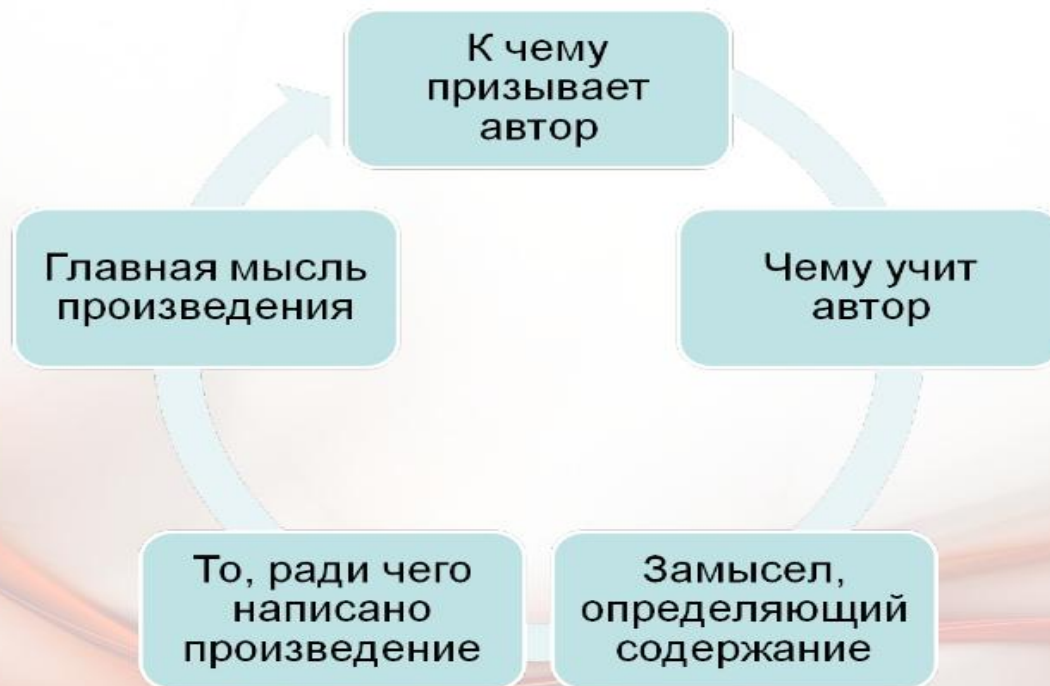 К чему
призывает
автор
Чему учит
автор
Замысел,
определяющий
содержание
То, ради чего
написано
произведение
Главная мысль
произведения